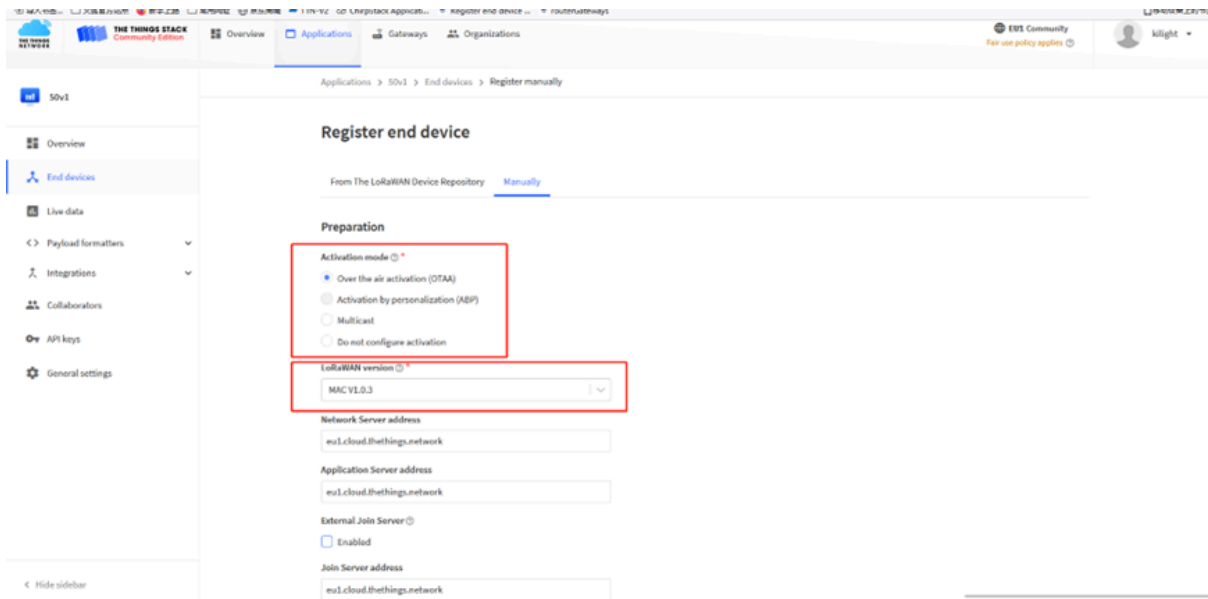 THE THINGS
NETWORK
THE THINGS STACK
Community Edition
Overview
Applications
Gateways
Organizations
EU1 Community
Fair use policy applies
kilight
50v1
Overview
End devices
Live data
Payload formatters
Integrations
Collaborators
API keys
General settings
Hide sidebar
Applications > 50v1 > End devices > Register manually
Register end device
From The LoRaWAN Device Repository
Manually
Preparation
Activation mode *
Over the air activation (OTAA)
Activation by personalization (ABP)
Multicast
Do not configure activation
LoRaWAN version *
MAC V1.0.3
Network Server address
eu1.cloud.thethings.network
Application Server address
eu1.cloud.thethings.network
External Join Server
Enabled
Join Server address
eu1.cloud.thethings.network